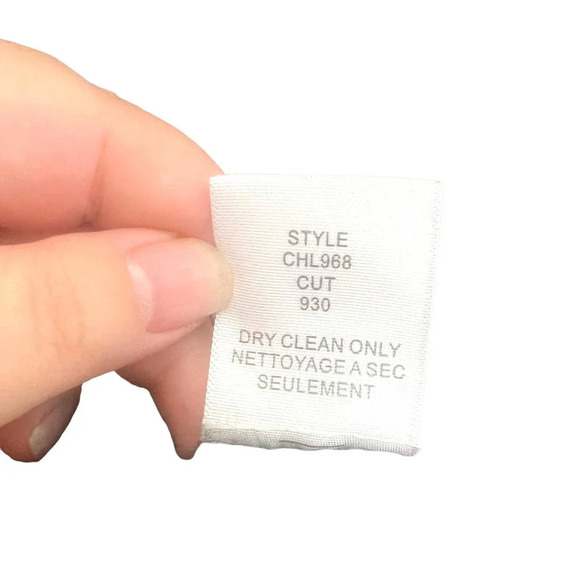 STYLE
CHL968
CUT
930
DRY CLEAN ONLY
NETTOYAGE A SEC
SEULEMENT